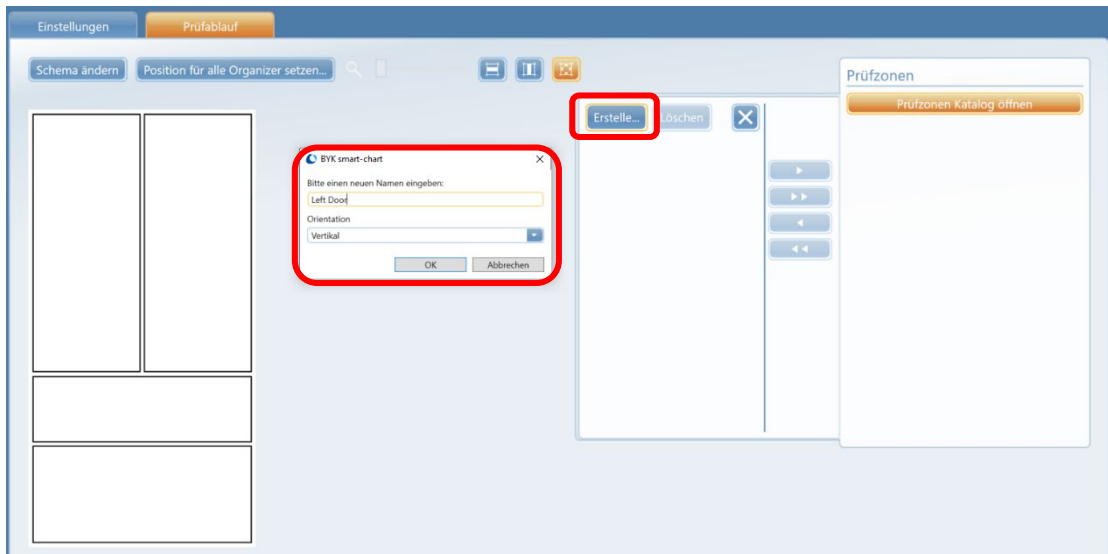 Einstellungen
Prüfablauf
Schema ändern
Position für alle Organizer setzen...
Prüfzonen
Prüfzonen Katalog öffnen
Erstelle...
Löschen
BYK smart-chart
Bitte einen neuen Namen eingeben:
Left Door
Orientation
Vertikal
OK
Abbrechen